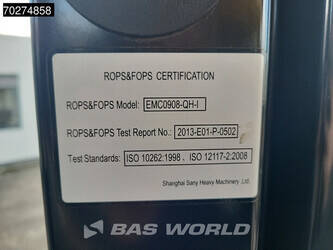 70274858
ROPS&FOPS CERTIFICATION
ROPS&FOPS Model: EMC0908-QH-I
ROPS&FOPS Test Report No.: 2013-E01-P-0502
Test Standards: ISO 10262:1998 、 ISO 12117-2:2008
Shanghai Sany Heavy Machinery Ltd.
BAS WORLD